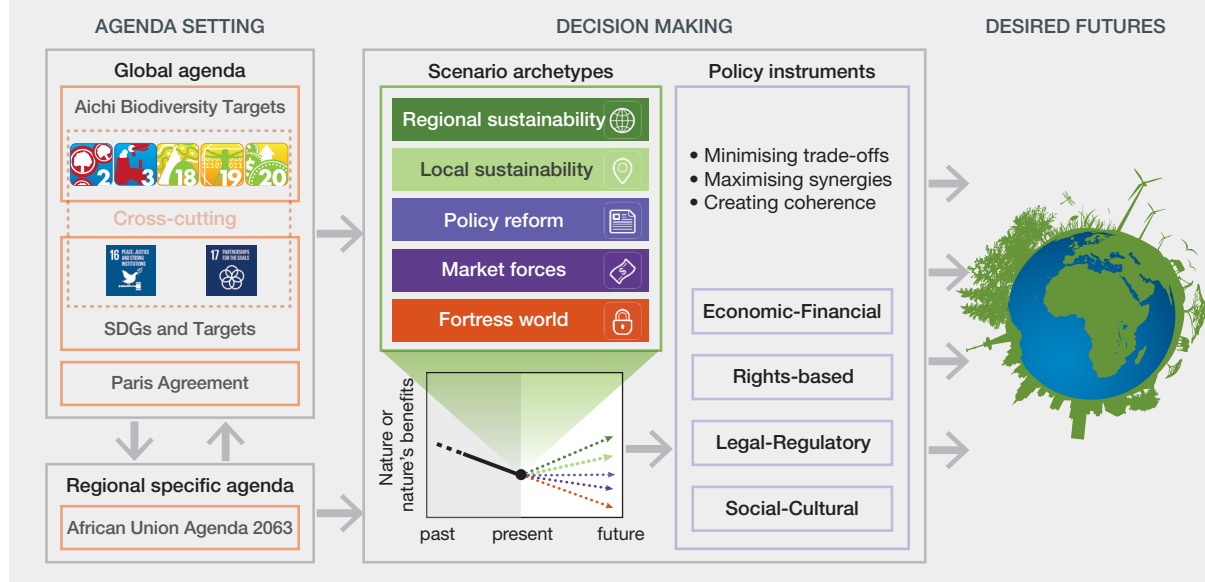 AGENDA SETTING
DECISION MAKING
DESIRED FUTURES
Global agenda
Aichi Biodiversity Targets
2
3
18
19
20
Cross-cutting
16 PEACE, JUSTICE
AND STRONG
INSTITUTIONS
17 PARTNERSHIPS
FOR THE GOALS
SDGs and Targets
Paris Agreement
Regional specific agenda
African Union Agenda 2063
Scenario archetypes
Regional sustainability
Local sustainability
Policy reform
Market forces
Fortress world
Nature or
nature's benefits
past
present
future
Policy instruments
• Minimising trade-offs
• Maximising synergies
• Creating coherence
Economic-Financial
Rights-based
Legal-Regulatory
Social-Cultural